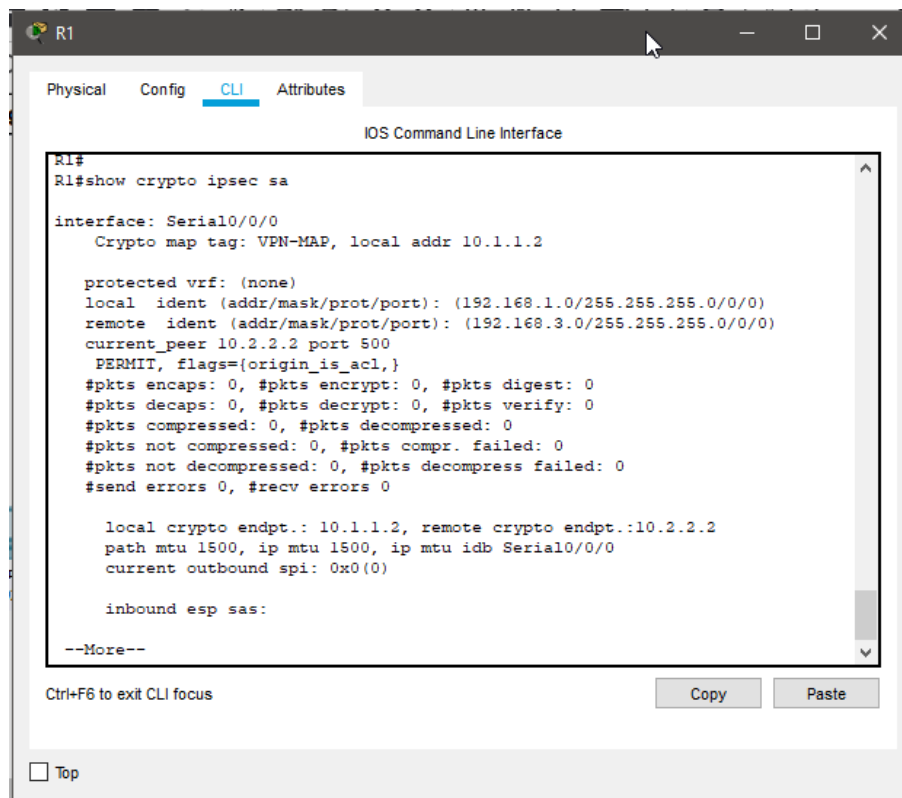 R1
Physical Config CLI Attributes
IOS Command Line Interface
R1#
R1#show crypto ipsec sa
interface: Serial0/0/0
Crypto map tag: VPN-MAP, local addr 10.1.1.2
protected vrf: (none)
local ident (addr/mask/prot/port): (192.168.1.0/255.255.255.0/0/0)
remote ident (addr/mask/prot/port): (192.168.3.0/255.255.255.0/0/0)
current_peer 10.2.2.2 port 500
PERMIT, flags={origin_is_acl,}
#pkts encaps: 0, #pkts encrypt: 0, #pkts digest: 0
#pkts decaps: 0, #pkts decrypt: 0, #pkts verify: 0
#pkts compressed: 0, #pkts decompressed: 0
#pkts not compressed: 0, #pkts compr. failed: 0
#pkts not decompressed: 0, #pkts decompress failed: 0
#send errors 0, #recv errors 0
local crypto endpt.: 10.1.1.2, remote crypto endpt.:10.2.2.2
path mtu 1500, ip mtu 1500, ip mtu idb Serial0/0/0
current outbound spi: 0x0(0)
inbound esp sas:
--More--
Ctrl+F6 to exit CLI focus
Copy Paste
Top